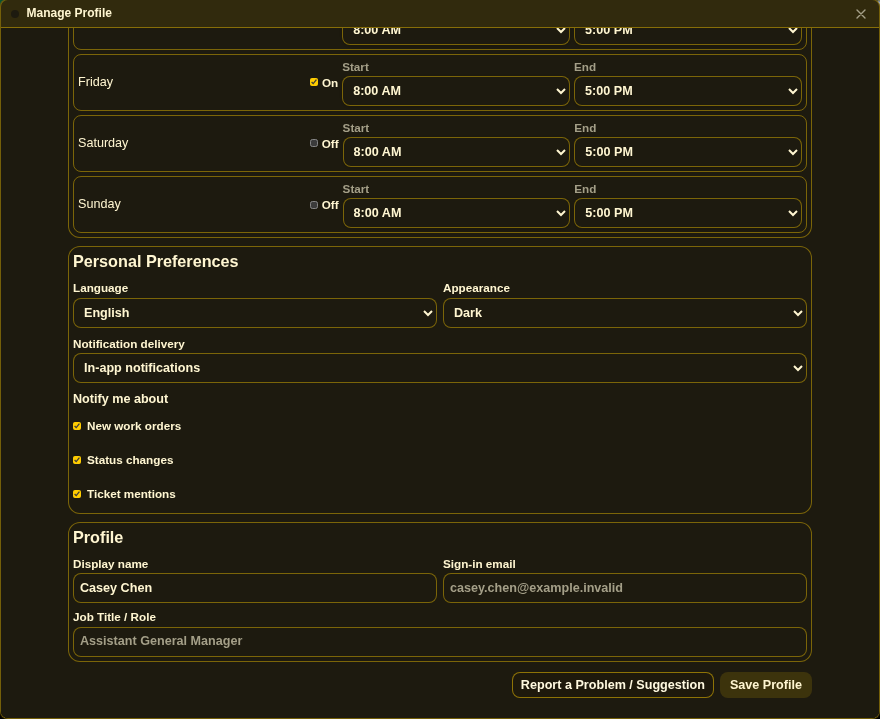 Manage Profile
8:00 AM 5:00 PM
Start End
Friday On 8:00 AM 5:00 PM
Start End
Saturday Off 8:00 AM 5:00 PM
Start End
Sunday Off 8:00 AM 5:00 PM
Personal Preferences
Language Appearance
English Dark
Notification delivery
In-app notifications
Notify me about
New work orders
Status changes
Ticket mentions
Profile
Display name Sign-in email
Casey Chen casey.chen@example.invalid
Job Title / Role
Assistant General Manager
Report a Problem / Suggestion Save Profile